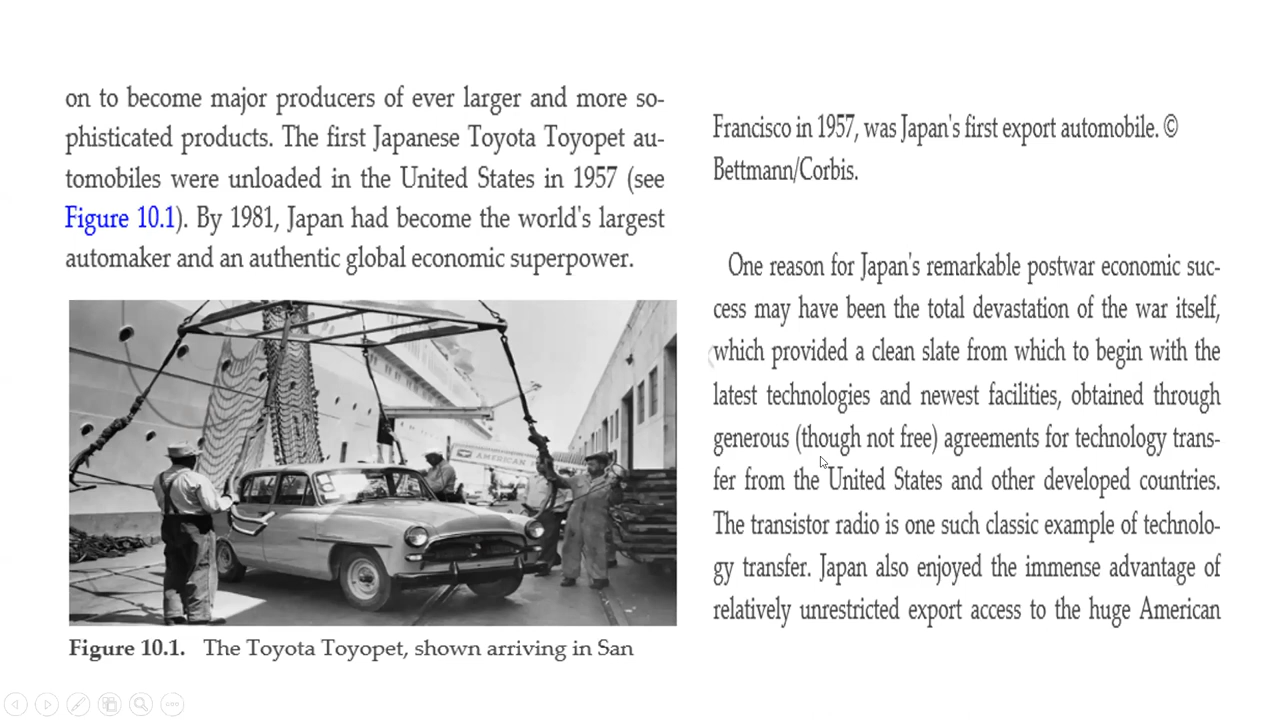 on to become major producers of ever larger and more so-
phisticated products. The first Japanese Toyota Toyopet au-
tomobiles were unloaded in the United States in 1957 (see
Figure 10.1). By 1981, Japan had become the world's largest
automaker and an authentic global economic superpower.
AMERICAN
Figure 10.1. The Toyota Toyopet, shown arriving in San
Francisco in 1957, was Japan's first export automobile. ©
Bettmann/Corbis.
One reason for Japan's remarkable postwar economic suc-
cess may have been the total devastation of the war itself,
which provided a clean slate from which to begin with the
latest technologies and newest facilities, obtained through
generous (though not free) agreements for technology trans-
fer from the United States and other developed countries.
The transistor radio is one such classic example of technolo-
gy transfer. Japan also enjoyed the immense advantage of
relatively unrestricted export access to the huge American